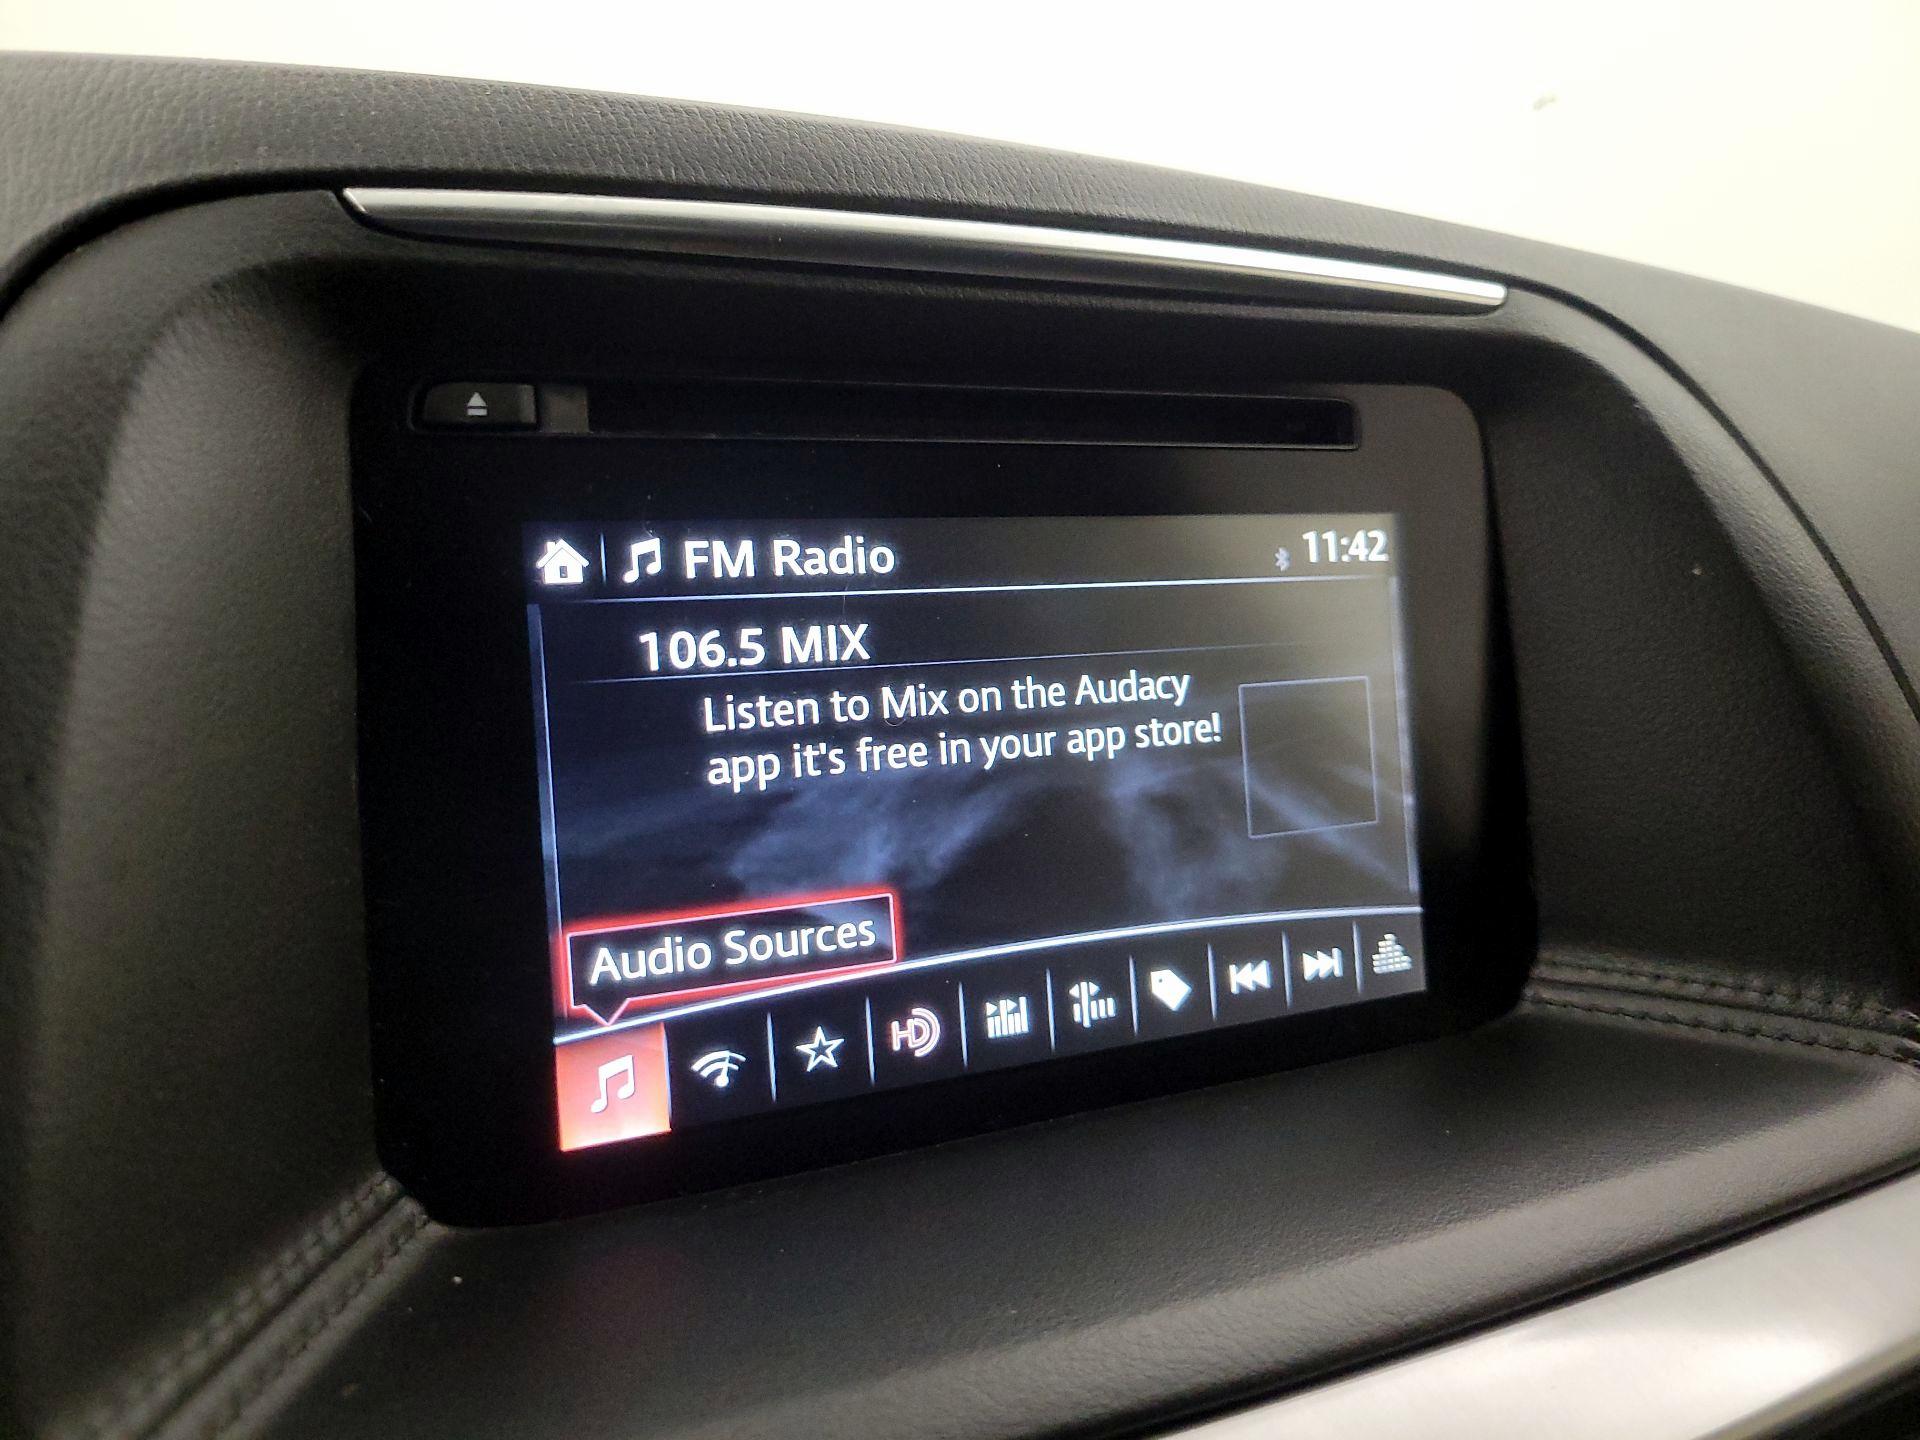 FM Radio
11:42
106.5 MIX
Listen to Mix on the Audacy
app it's free in your app store!
Audio Sources
HD